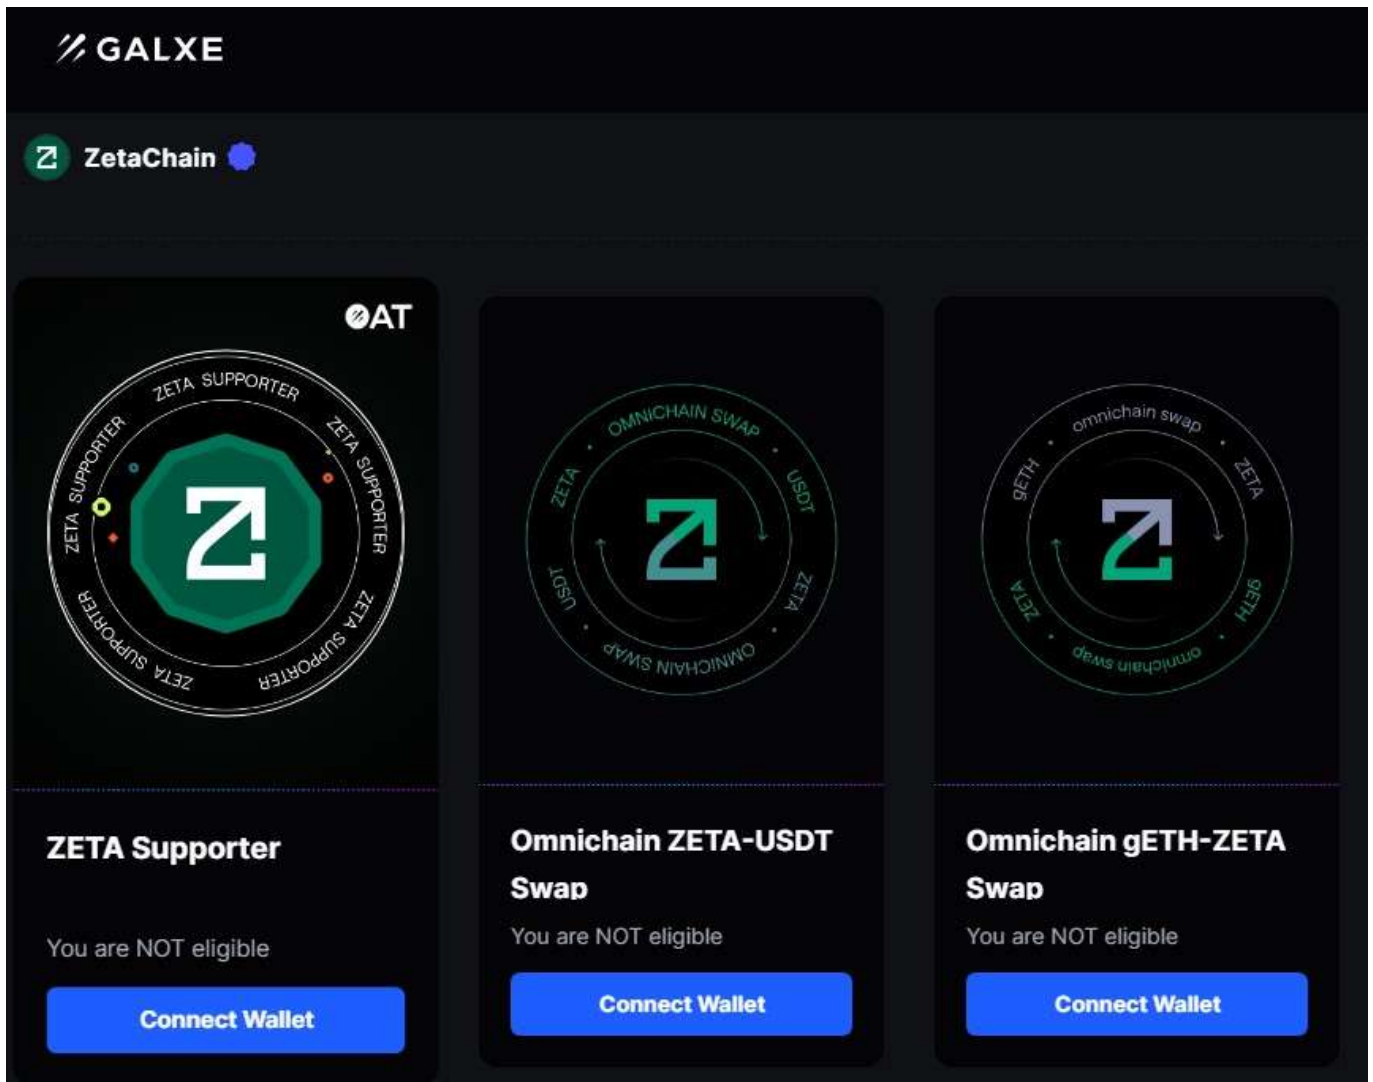 GALXE
ZetaChain
OAT
ZETA SUPPORTER
ZETA SUPPORTER
ZETA SUPPORTER
ZETA SUPPORTER
ZETA SUPPORTER
OMNICHAIN SWAP
USDT
ZETA
OMNICHAIN SWAP
USDT
ZETA
omnichain swap
ZETA
gETH
omnichain swap
ZETA
gETH
ZETA Supporter
You are NOT eligible
Connect Wallet
Omnichain ZETA-USDT
Swap
You are NOT eligible
Connect Wallet
Omnichain gETH-ZETA
Swap
You are NOT eligible
Connect Wallet